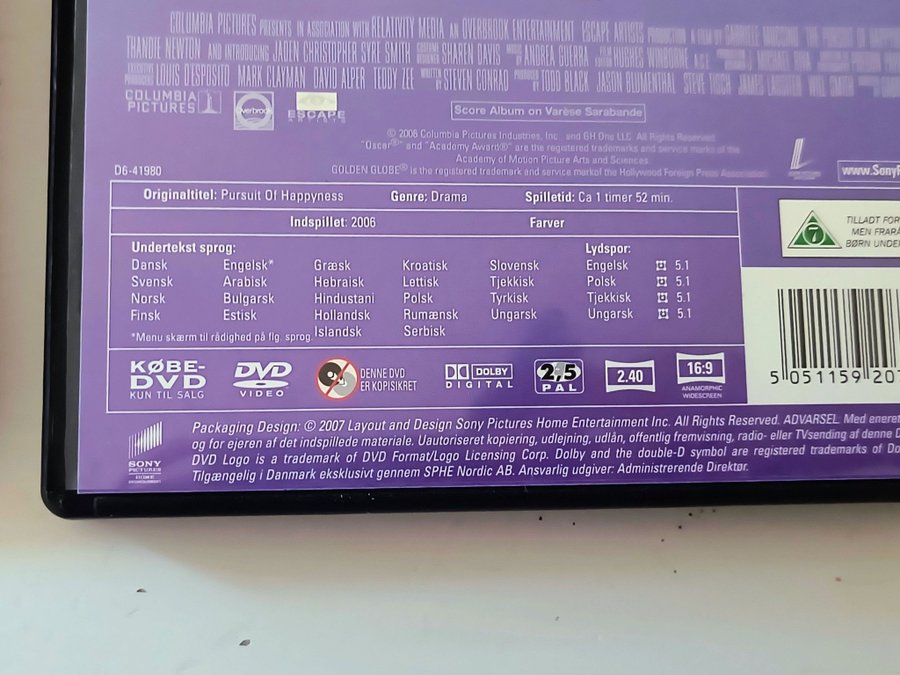 COLUMBIA PICTURES PRESENTS IN ASSOCIATION WITH RELATIVITY MEDIA AN OVERBROOK ENTERTAINMENT ESCAPE ARTISTS
THANDIE NEWTON AND INTRODUCING JADEN CHRISTOPHER SYRE SMITH SHAREN DAVIS ANDREA GUERRA HUGHES WINBORNE, A.C.E.
LOUIS D'ESPOSITO MARK CLAYMAN DAVID ALPER TEDDY ZEE WRITTEN BY STEVEN CONRAD PRODUCED BY TODD BLACK JASON BLUMENTHAL STEVE TISCH JAMES LASSITER WILL SMITH
COLUMBIA PICTURES
Overbrook
ESCAPE ARTISTS
Score Album on Varèse Sarabande
© 2006 Columbia Pictures Industries, Inc. and GH One LLC. All Rights Reserved.
"Oscar®" and "Academy Award®" are the registered trademarks and service marks of the
Academy of Motion Picture Arts and Sciences.
GOLDEN GLOBE® is the registered trademark and service mark of the Hollywood Foreign Press Association.
D6-41980
www.SonyP
Originaltitel: Pursuit Of Happyness Genre: Drama Spilletid: Ca 1 timer 52 min.
Indspillet: 2006 Farver
TILLADT FOR
MEN FRARÅ
BØRN UNDE
7
Undertekst sprog: Lydspor:
Dansk Engelsk* Græsk Kroatisk Slovensk Engelsk 5.1
Svensk Arabisk Hebraisk Lettisk Tjekkisk Polsk 5.1
Norsk Bulgarsk Hindustani Polsk Tyrkisk Tjekkisk 5.1
Finsk Estisk Hollandsk Rumænsk Ungarsk Ungarsk 5.1
*Menu skærm til rådighed på flg. sprog. Islandsk Serbisk
5 051159 207
KØBE-DVD
KUN TIL SALG
DVD VIDEO
DENNE DVD
ER KOPISIKRET
DOLBY DIGITAL
2,5 PAL
2.40
16:9
ANAMORPHIC
WIDESCREEN
SONY PICTURES
HOME ENTERTAINMENT
Packaging Design: © 2007 Layout and Design Sony Pictures Home Entertainment Inc. All Rights Reserved. ADVARSEL. Med eneret
og for ejeren af det indspillede materiale. Uautoriseret kopiering, udlejning, udlån, offentlig fremvisning, radio- eller TVsending af denne D
DVD Logo is a trademark of DVD Format/Logo Licensing Corp. Dolby and the double-D symbol are registered trademarks of Do
Tilgængelig i Danmark eksklusivt gennem SPHE Nordic AB. Ansvarlig udgiver: Administrerende Direktør.